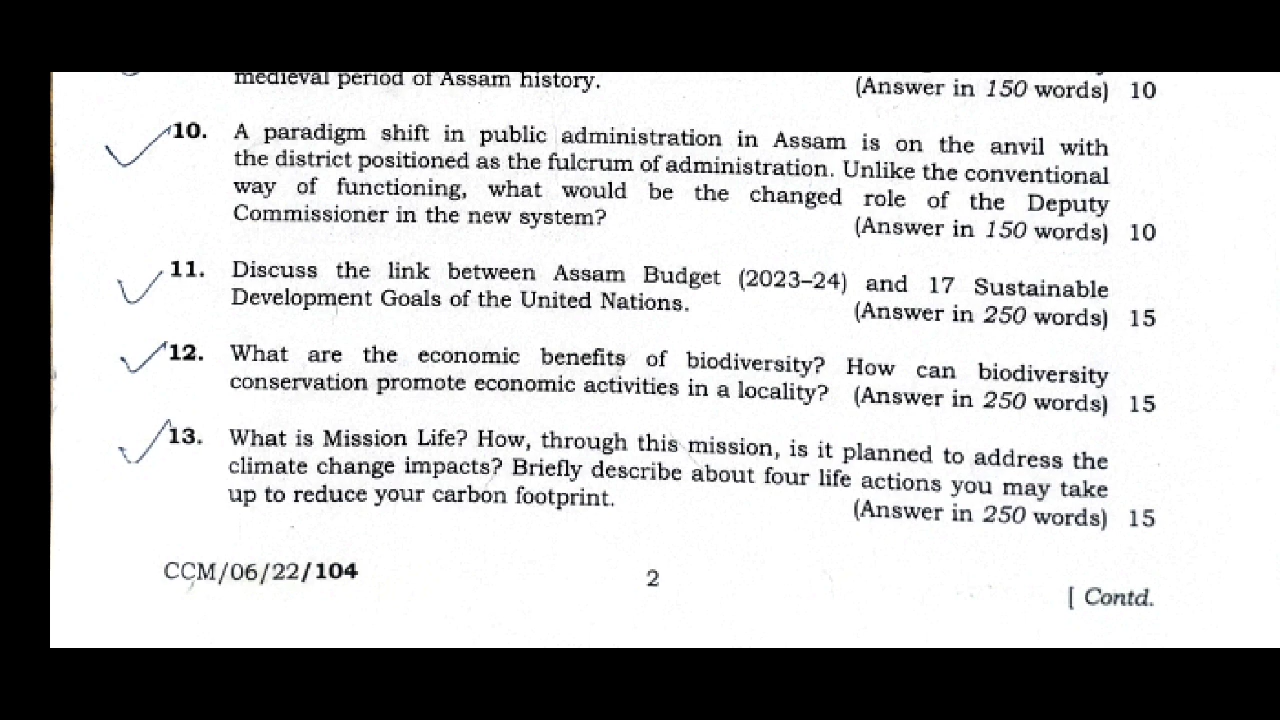 medieval period of Assam history.
(Answer in 150 words) 10
10. A paradigm shift in public administration in Assam is on the anvil with
the district positioned as the fulcrum of administration. Unlike the conventional
way of functioning, what would be the changed role of the Deputy
Commissioner in the new system?
(Answer in 150 words) 10
11. Discuss the link between Assam Budget (2023–24) and 17 Sustainable
Development Goals of the United Nations.
(Answer in 250 words) 15
12. What are the economic benefits of biodiversity? How can biodiversity
conservation promote economic activities in a locality? (Answer in 250 words) 15
13. What is Mission Life? How, through this mission, is it planned to address the
climate change impacts? Briefly describe about four life actions you may take
up to reduce your carbon footprint.
(Answer in 250 words) 15
CCM/06/22/104
2
[ Contd.